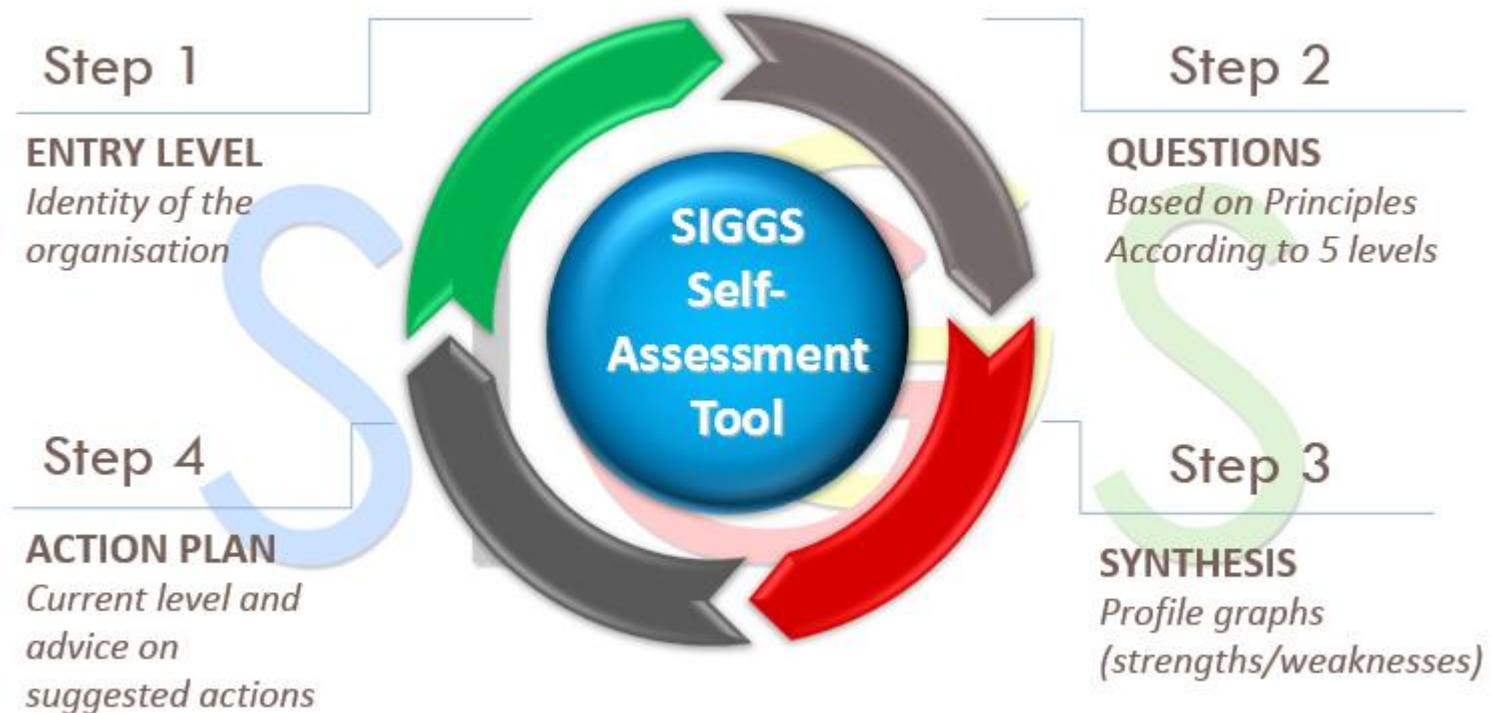 Step 1
ENTRY LEVEL
Identity of the
organisation
Step 2
QUESTIONS
Based on Principles
According to 5 levels
SIGGS
Self-
Assessment
Tool
Step 3
SYNTHESIS
Profile graphs
(strengths/weaknesses)
Step 4
ACTION PLAN
Current level and
advice on
suggested actions
SIGGS